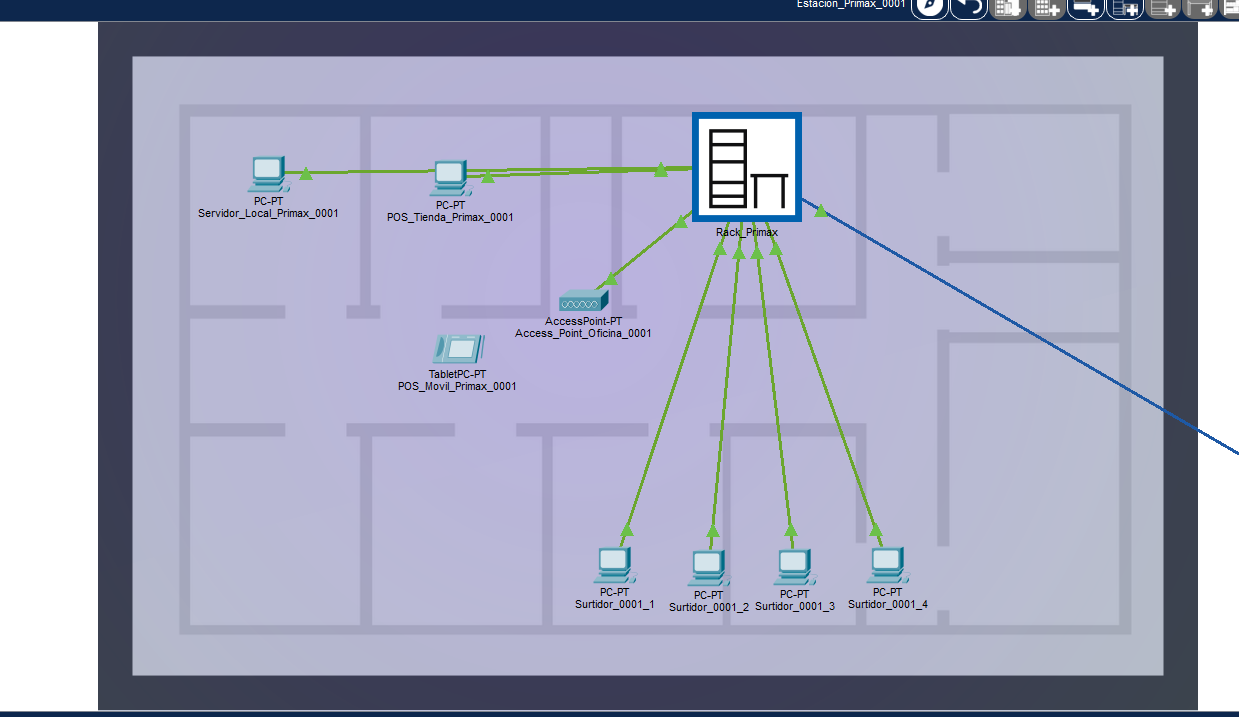 Estacion_Primax_0001
PC-PT
Servidor_Local_Primax_0001
PC-PT
POS_Tienda_Primax_0001
Rack_Primax
AccessPoint-PT
Access_Point_Oficina_0001
TabletPC-PT
POS_Movil_Primax_0001
PC-PT
Surtidor_0001_1
PC-PT
Surtidor_0001_2
PC-PT
Surtidor_0001_3
PC-PT
Surtidor_0001_4